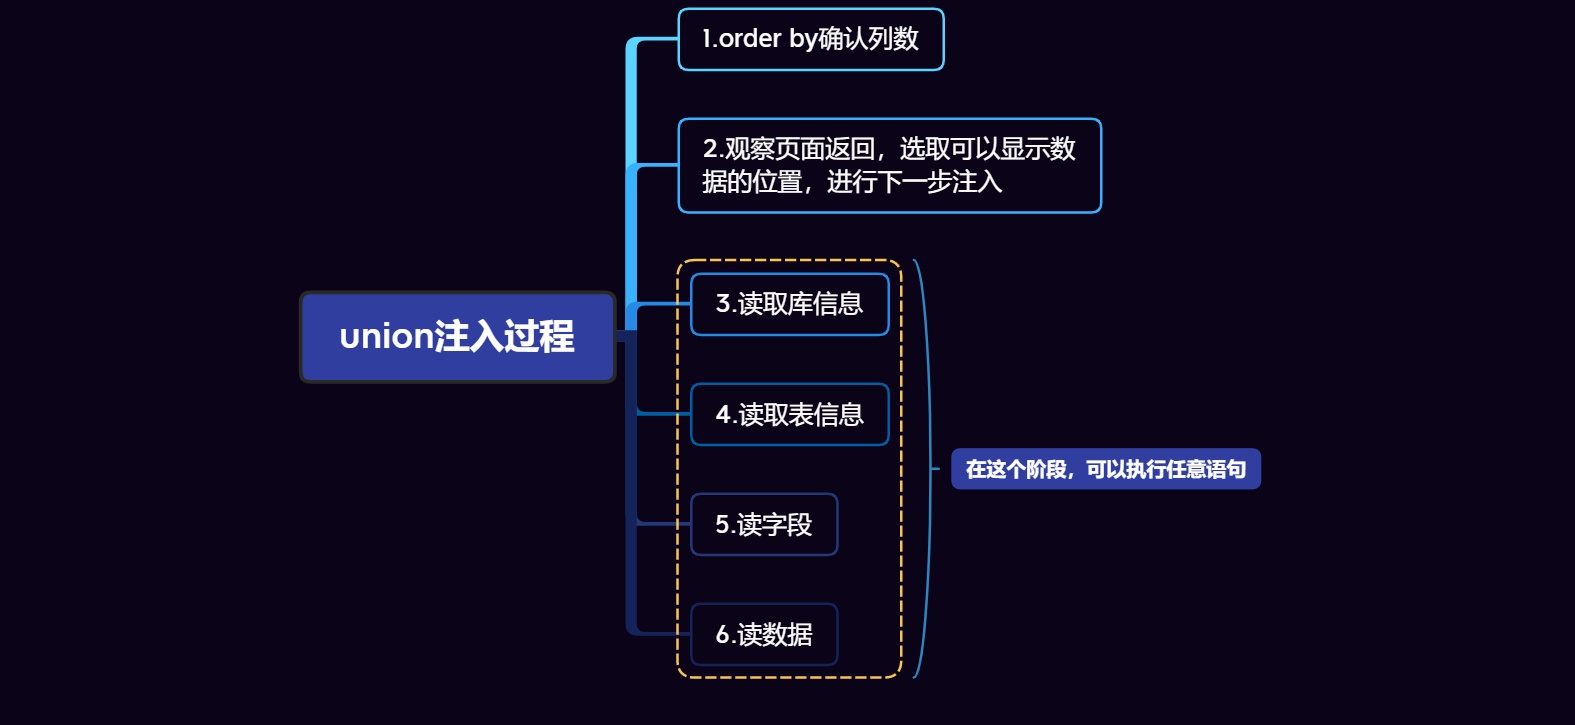 1.order by确认列数
2.观察页面返回，选取可以显示数
据的位置，进行下一步注入
3.读取库信息
union注入过程
4.读取表信息
在这个阶段，可以执行任意语句
5.读字段
6.读数据